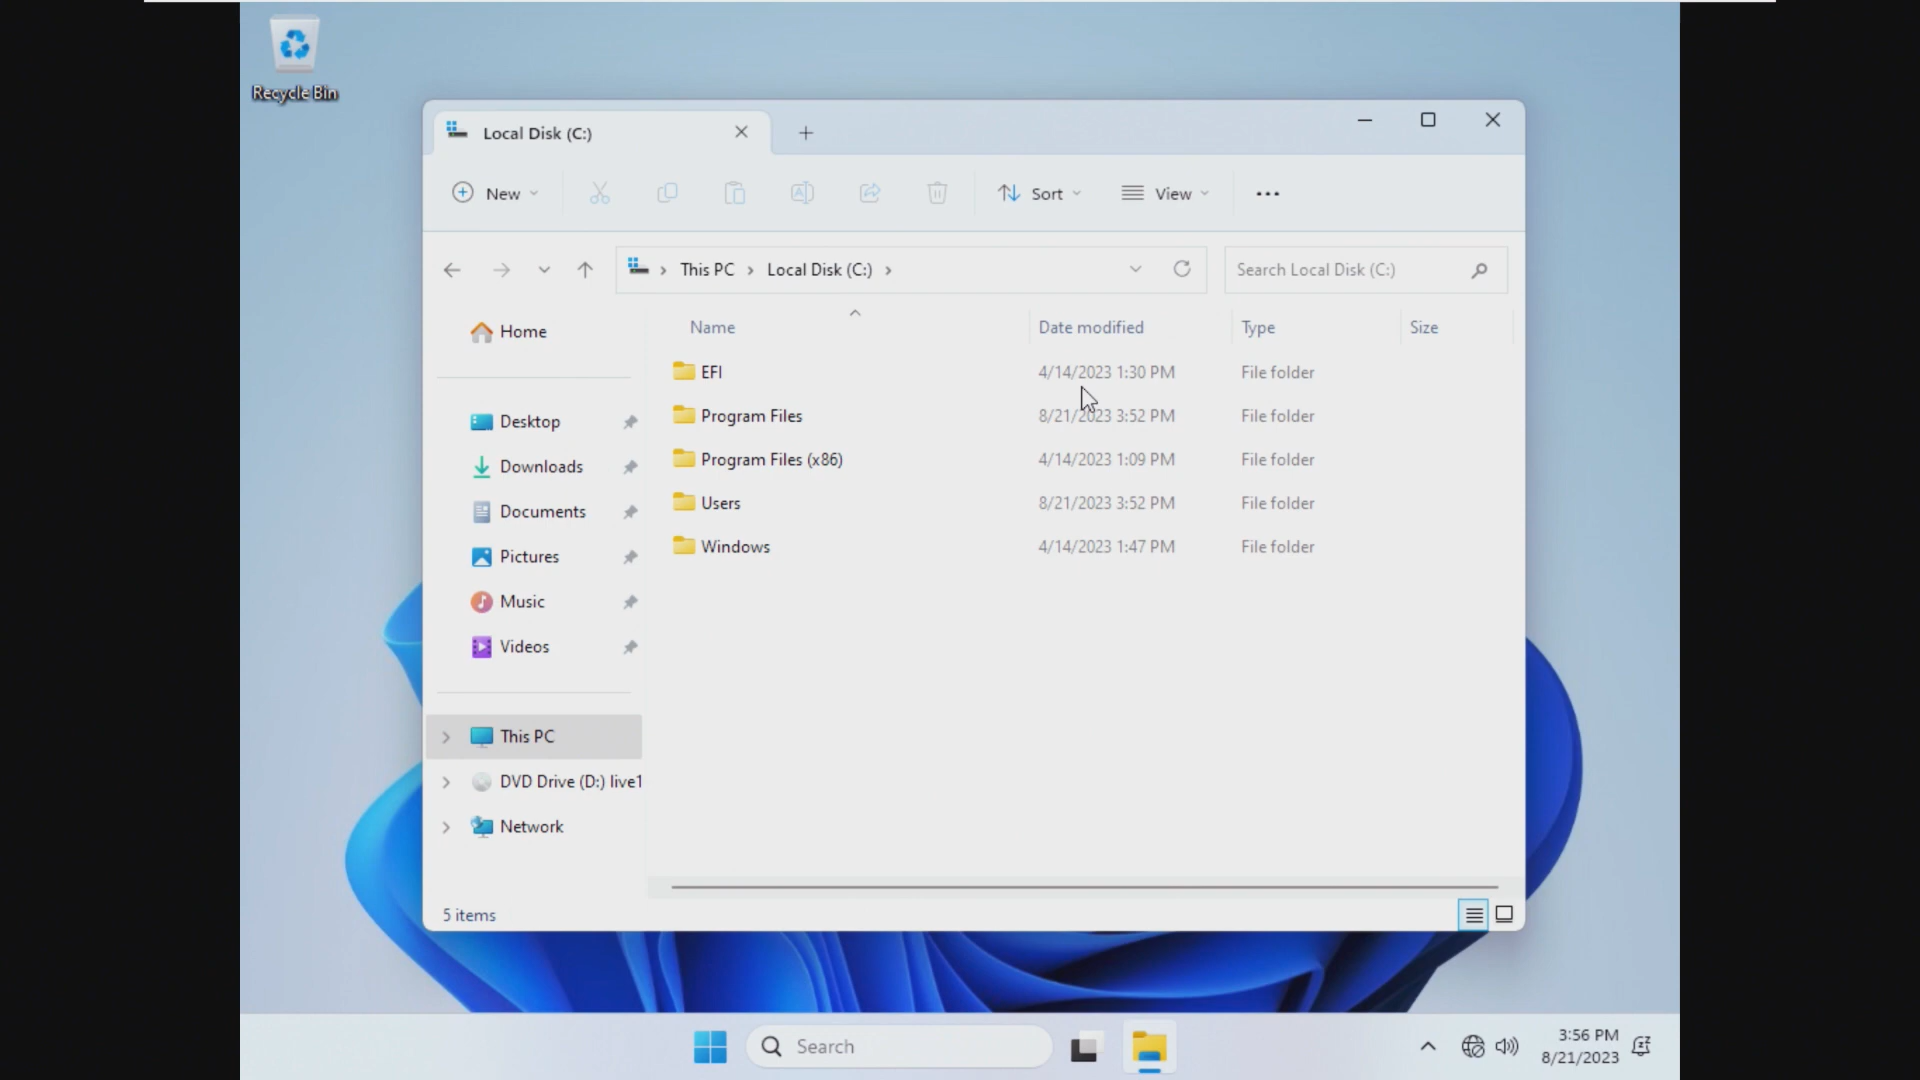 Recycle Bin
Local Disk (C:)
New
Sort
View
This PC
Local Disk (C:)
Search Local Disk (C:)
Name
Date modified
Type
Size
EFI
4/14/2023 1:30 PM
File folder
Program Files
8/21/2023 3:52 PM
File folder
Program Files (x86)
4/14/2023 1:09 PM
File folder
Users
8/21/2023 3:52 PM
File folder
Windows
4/14/2023 1:47 PM
File folder
Home
Desktop
Downloads
Documents
Pictures
Music
Videos
This PC
DVD Drive (D:) live1
Network
5 items
Search
3:56 PM
8/21/2023